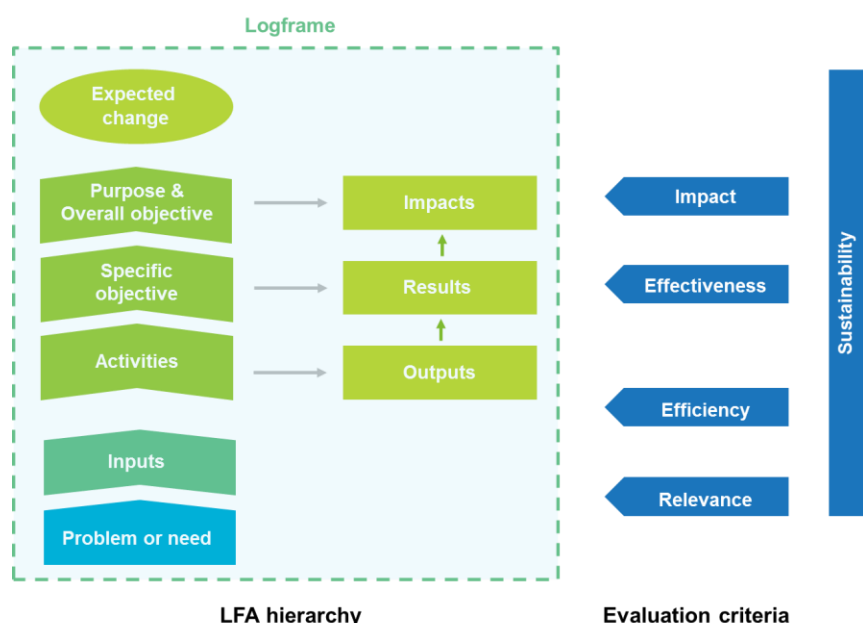 Logframe
Expected
change
Purpose &
Overall objective
Impacts
Impact
Specific
objective
Results
Effectiveness
Activities
Outputs
Efficiency
Inputs
Relevance
Problem or need
Sustainability
LFA hierarchy
Evaluation criteria